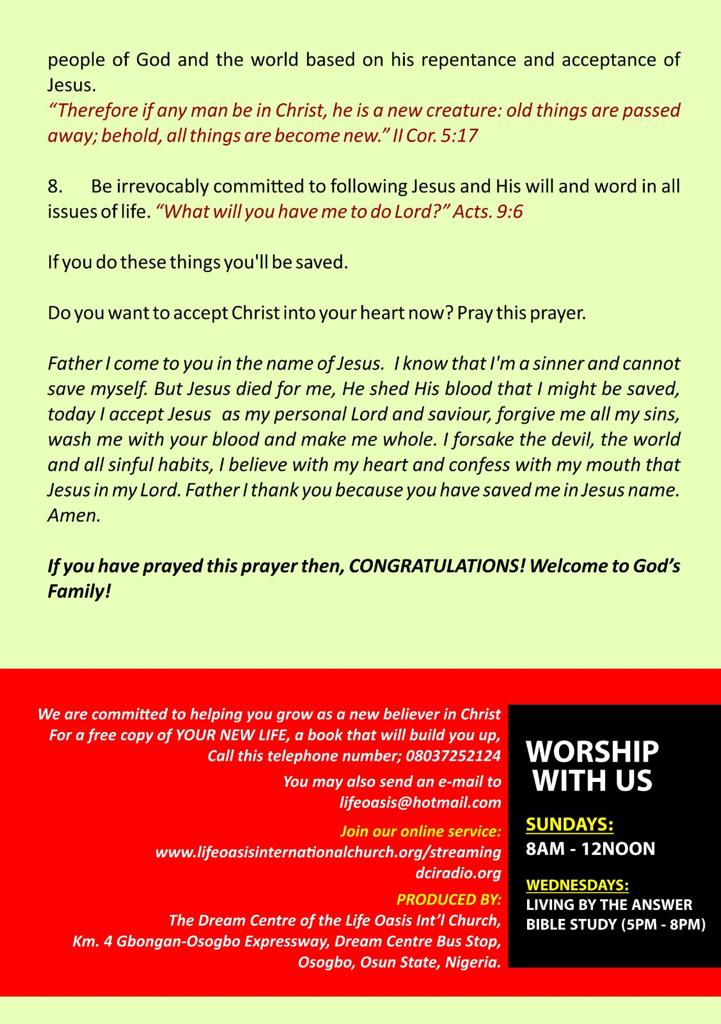 people of God and the world based on his repentance and acceptance of
Jesus.
“Therefore if any man be in Christ, he is a new creature: old things are passed
away; behold, all things are become new.” II Cor. 5:17
8. Be irrevocably committed to following Jesus and His will and word in all
issues of life. “What will you have me to do Lord?” Acts. 9:6
If you do these things you'll be saved.
Do you want to accept Christ into your heart now? Pray this prayer.
Father I come to you in the name of Jesus. I know that I'm a sinner and cannot
save myself. But Jesus died for me, He shed His blood that I might be saved,
today I accept Jesus as my personal Lord and saviour, forgive me all my sins,
wash me with your blood and make me whole. I forsake the devil, the world
and all sinful habits, I believe with my heart and confess with my mouth that
Jesus in my Lord. Father I thank you because you have saved me in Jesus name.
Amen.
If you have prayed this prayer then, CONGRATULATIONS! Welcome to God’s
Family!
We are committed to helping you grow as a new believer in Christ
For a free copy of YOUR NEW LIFE, a book that will build you up,
Call this telephone number; 08037252124
You may also send an e-mail to
lifeoasis@hotmail.com
Join our online service:
www.lifeoasisinternationalchurch.org/streaming
dciradio.org
PRODUCED BY:
The Dream Centre of the Life Oasis Int’l Church,
Km. 4 Gbongan-Osogbo Expressway, Dream Centre Bus Stop,
Osogbo, Osun State, Nigeria.
WORSHIP
WITH US
SUNDAYS:
8AM - 12NOON
WEDNESDAYS:
LIVING BY THE ANSWER
BIBLE STUDY (5PM - 8PM)